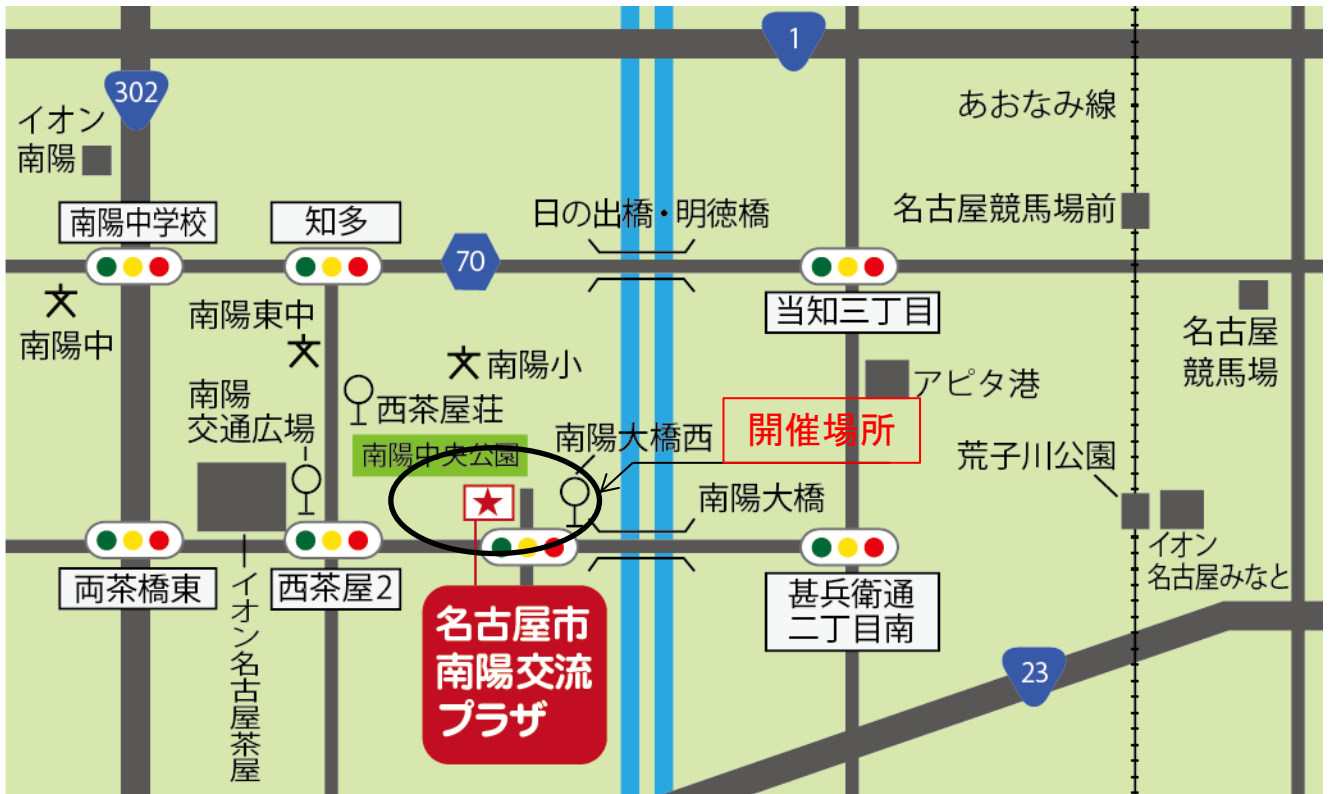 1
302
あおなみ線
イオン
南陽
名古屋競馬場前
南陽中学校
知多
日の出橋・明徳橋
70
南陽東中
当知三丁目
南陽中
名古屋
競馬場
南陽小
アピタ港
南陽
交通広場
西茶屋荘
南陽大橋西
開催場所
南陽中央公園
荒子川公園
南陽大橋
イオン
名古屋みなと
両茶橋東
西茶屋2
イオン名古屋茶屋
甚兵衛通
二丁目南
名古屋市
南陽交流
プラザ
23